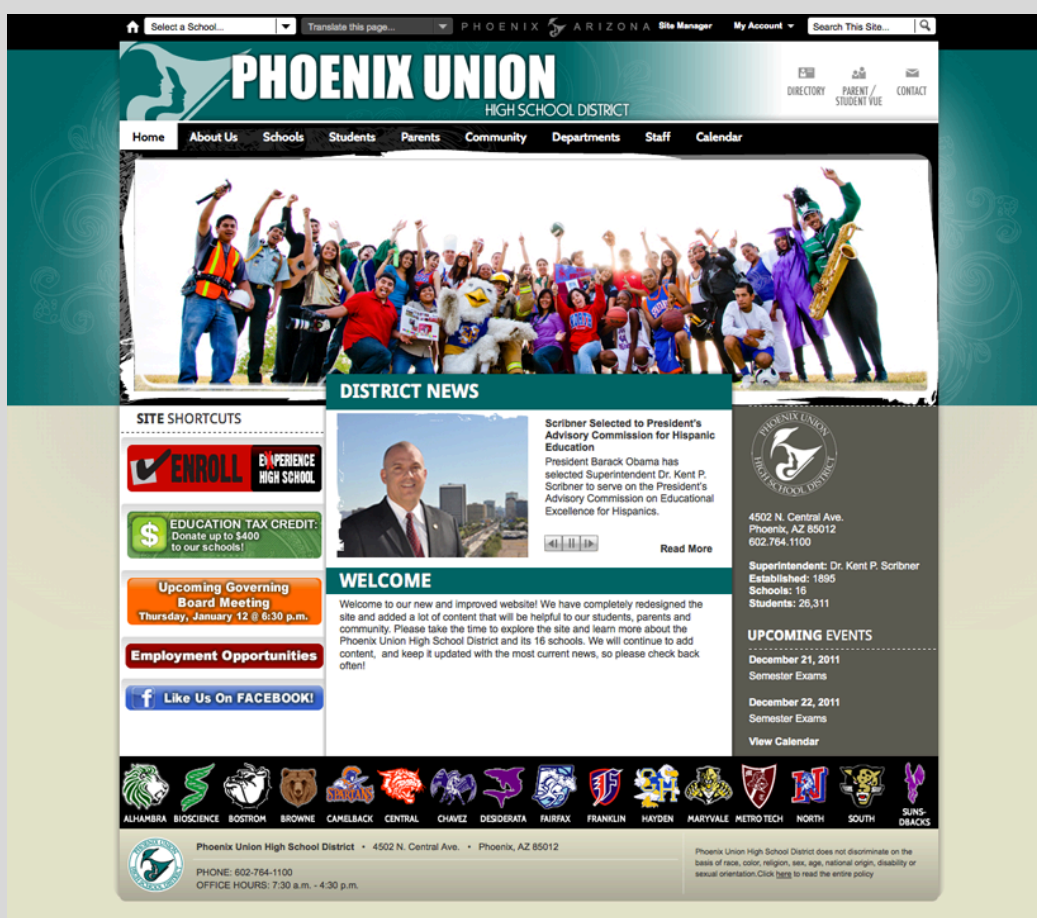 Select a School...
Translate this page...
PHOENIX ARIZONA
Site Manager
My Account
Search This Site...
PHOENIX UNION
HIGH SCHOOL DISTRICT
DIRECTORY
PARENT /
STUDENT VUE
CONTACT
Home About Us Schools Students Parents Community Departments Staff Calendar
SITE SHORTCUTS
ENROLL
EXPERIENCE
HIGH SCHOOL
EDUCATION TAX CREDIT:
Donate up to $400
to our schools!
Upcoming Governing
Board Meeting
Thursday, January 12 @ 6:30 p.m.
Employment Opportunities
Like Us On FACEBOOK!
DISTRICT NEWS
Scribner Selected to President's
Advisory Commission for Hispanic
Education
President Barack Obama has
selected Superintendent Dr. Kent P.
Scribner to serve on the President's
Advisory Commission on Educational
Excellence for Hispanics.
Read More
WELCOME
Welcome to our new and improved website! We have completely redesigned the
site and added a lot of content that will be helpful to our students, parents and
community. Please take the time to explore the site and learn more about the
Phoenix Union High School District and its 16 schools. We will continue to add
content, and keep it updated with the most current news, so please check back
often!
PHOENIX UNION
HIGH SCHOOL DISTRICT
4502 N. Central Ave.
Phoenix, AZ 85012
602.764.1100
Superintendent: Dr. Kent P. Scribner
Established: 1895
Schools: 16
Students: 26,311
UPCOMING EVENTS
December 21, 2011
Semester Exams
December 22, 2011
Semester Exams
View Calendar
SPARTANS
ALHAMBRA BIOSCIENCE BOSTROM BROWNE CAMELBACK CENTRAL CHAVEZ DESIDERATA FAIRFAX FRANKLIN HAYDEN MARYVALE METRO TECH NORTH SOUTH SUNS-
DBACKS
PHOENIX UNION
HIGH SCHOOL DISTRICT
Phoenix Union High School District • 4502 N. Central Ave. • Phoenix, AZ 85012
PHONE: 602-764-1100
OFFICE HOURS: 7:30 a.m. - 4:30 p.m.
Phoenix Union High School District does not discriminate on the
basis of race, color, religion, sex, age, national origin, disability or
sexual orientation.Click here to read the entire policy